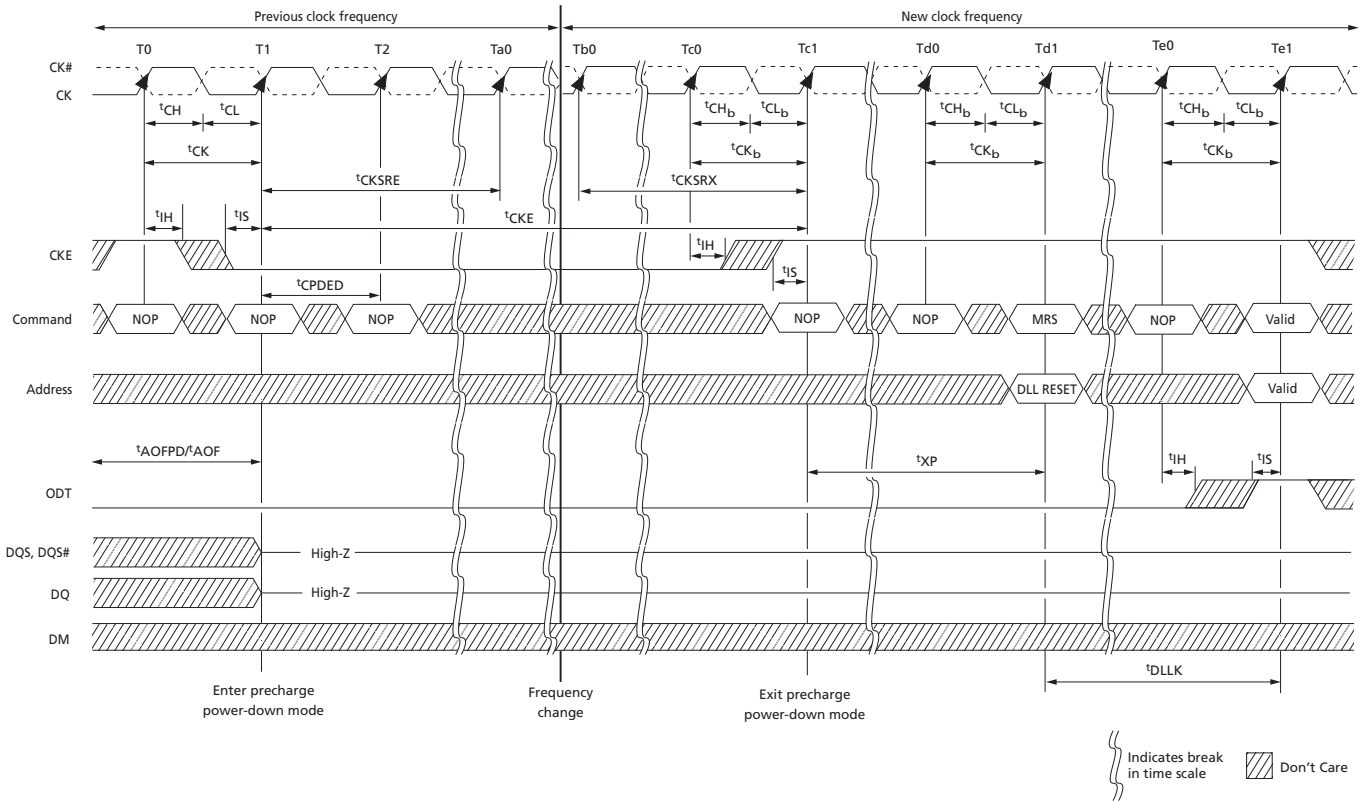 Previous clock frequency New clock frequency
T0 T1 T2 Ta0 Tb0 Tc0 Tc1 Td0 Td1 Te0 Te1
CK#
CK
tCH tCL tCHb tCLb tCHb tCLb tCHb tCLb
tCK tCKb tCKb tCKb
tCKSRE tCKSRX
tIH tIS tCKE
CKE tIH
tIS
tCPDED
Command NOP NOP NOP NOP NOP MRS NOP Valid
Address DLL RESET Valid
tAOFPD/tAOF tXP tIH tIS
ODT
DQS, DQS# High-Z
DQ High-Z
DM
tDLLK
Enter precharge
power-down mode
Frequency
change
Exit precharge
power-down mode
Indicates break
in time scale
Don't Care